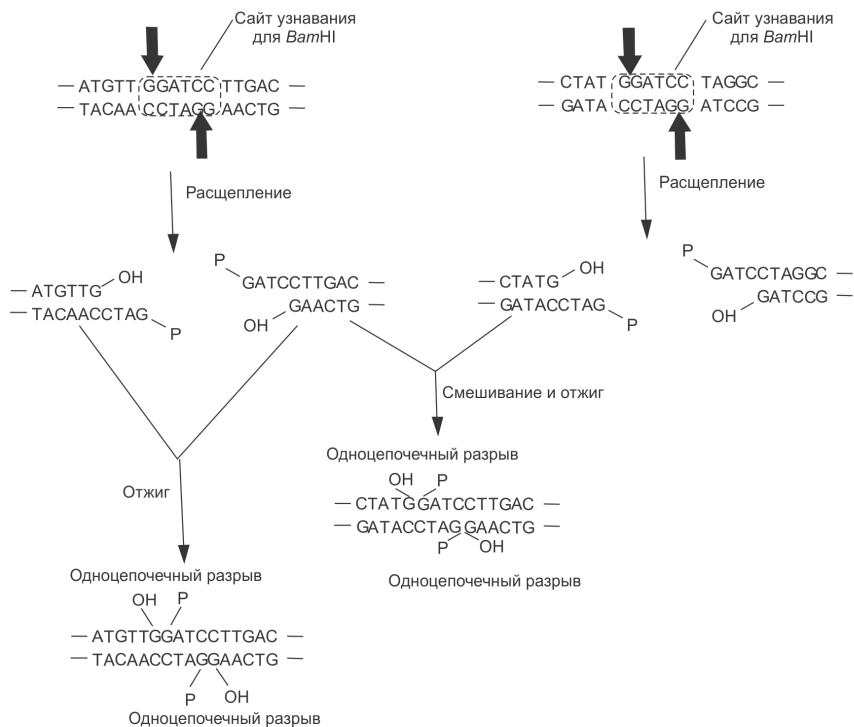 Сайт узнавания
для BamHI
— ATGTT GGATCC TTGAC —
TACAA CCTAGG AACTG —
Сайт узнавания
для BamHI
— CTAT GGATCC TAGGC —
— GATA CCTAGG ATCCG —
Расщепление
Расщепление
OH
— ATGTTG
— TACAACCTAG
P
P
GATCCTTGAC —
GAACTG —
OH
OH
— CTATG
— GATACCTAG
P
P
GATCCTAGGC —
GATCCG —
OH
Смешивание и отжиг
Отжиг
Одноцепочечный разрыв
OH P
— CTATGGATCCTTGAC —
— GATACCTAGGAACTG —
P OH
Одноцепочечный разрыв
Одноцепочечный разрыв
OH P
— ATGTTGGATCCTTGAC —
— TACAACCTAGGAACTG —
P OH
Одноцепочечный разрыв